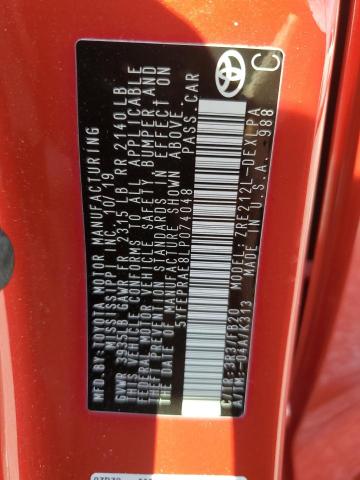 MFD. BY: TOYOTA MOTOR MANUFACTURING
MISSISSIPPI, INC. 10/19
GVWR 3935LB GAWR FR 2315 LB RR 2140LB
THIS VEHICLE CONFORMS TO ALL APPLICABLE
FEDERAL MOTOR VEHICLE SAFETY, BUMPER AND
THEFT PREVENTION STANDARDS IN EFFECT ON
THE DATE OF MANUFACTURE SHOWN ABOVE.
PASS.CAR
C/TR:3R3/FB20
A/TM:-04A/K313
MODEL:ZRE212L-DEXLPA
MADE IN U.S.A. 988
C